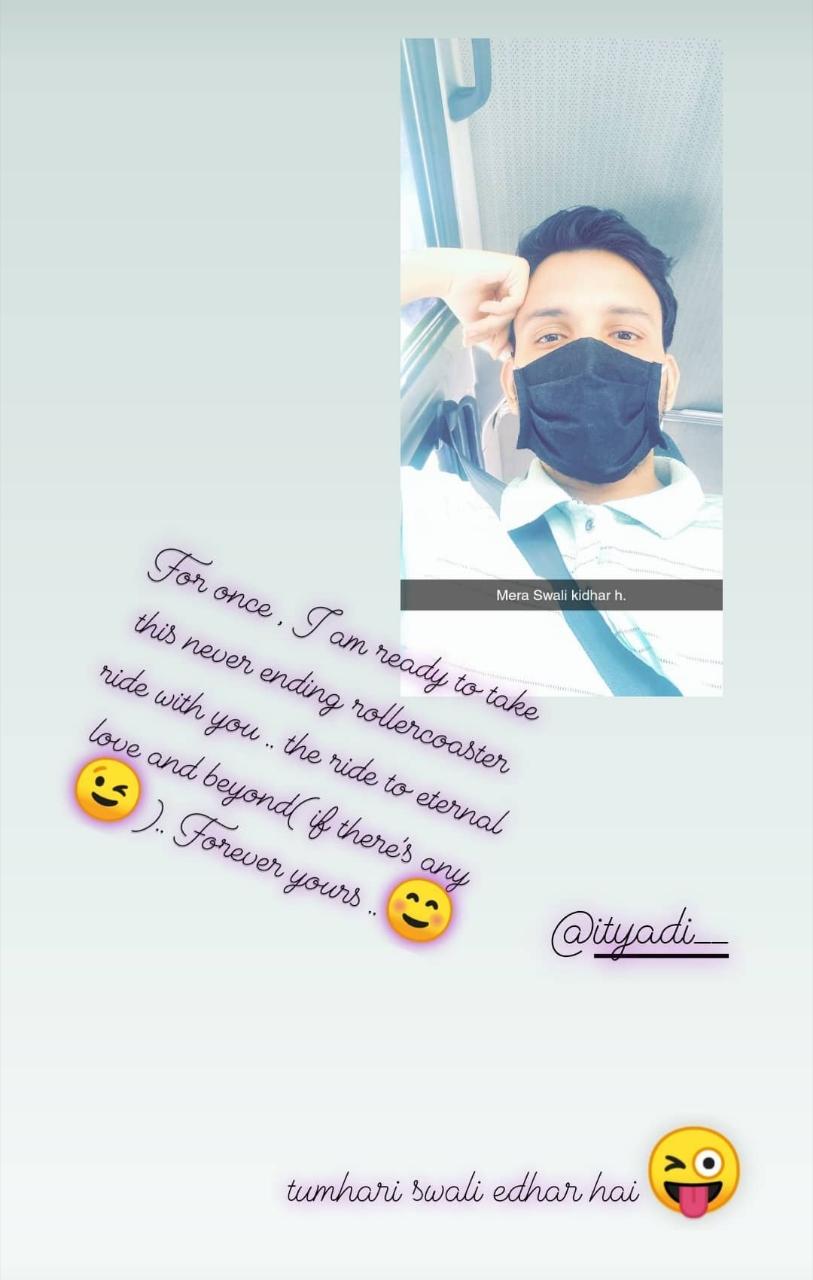 Mera Swali kidhar h.
For once , I am ready to take
this never ending rollercoaster
ride with you .. the ride to eternal
love and beyond( if there's any
😉 ).. Forever yours .. 😊
@ityadi__
tumhari swali edhar hai 😜